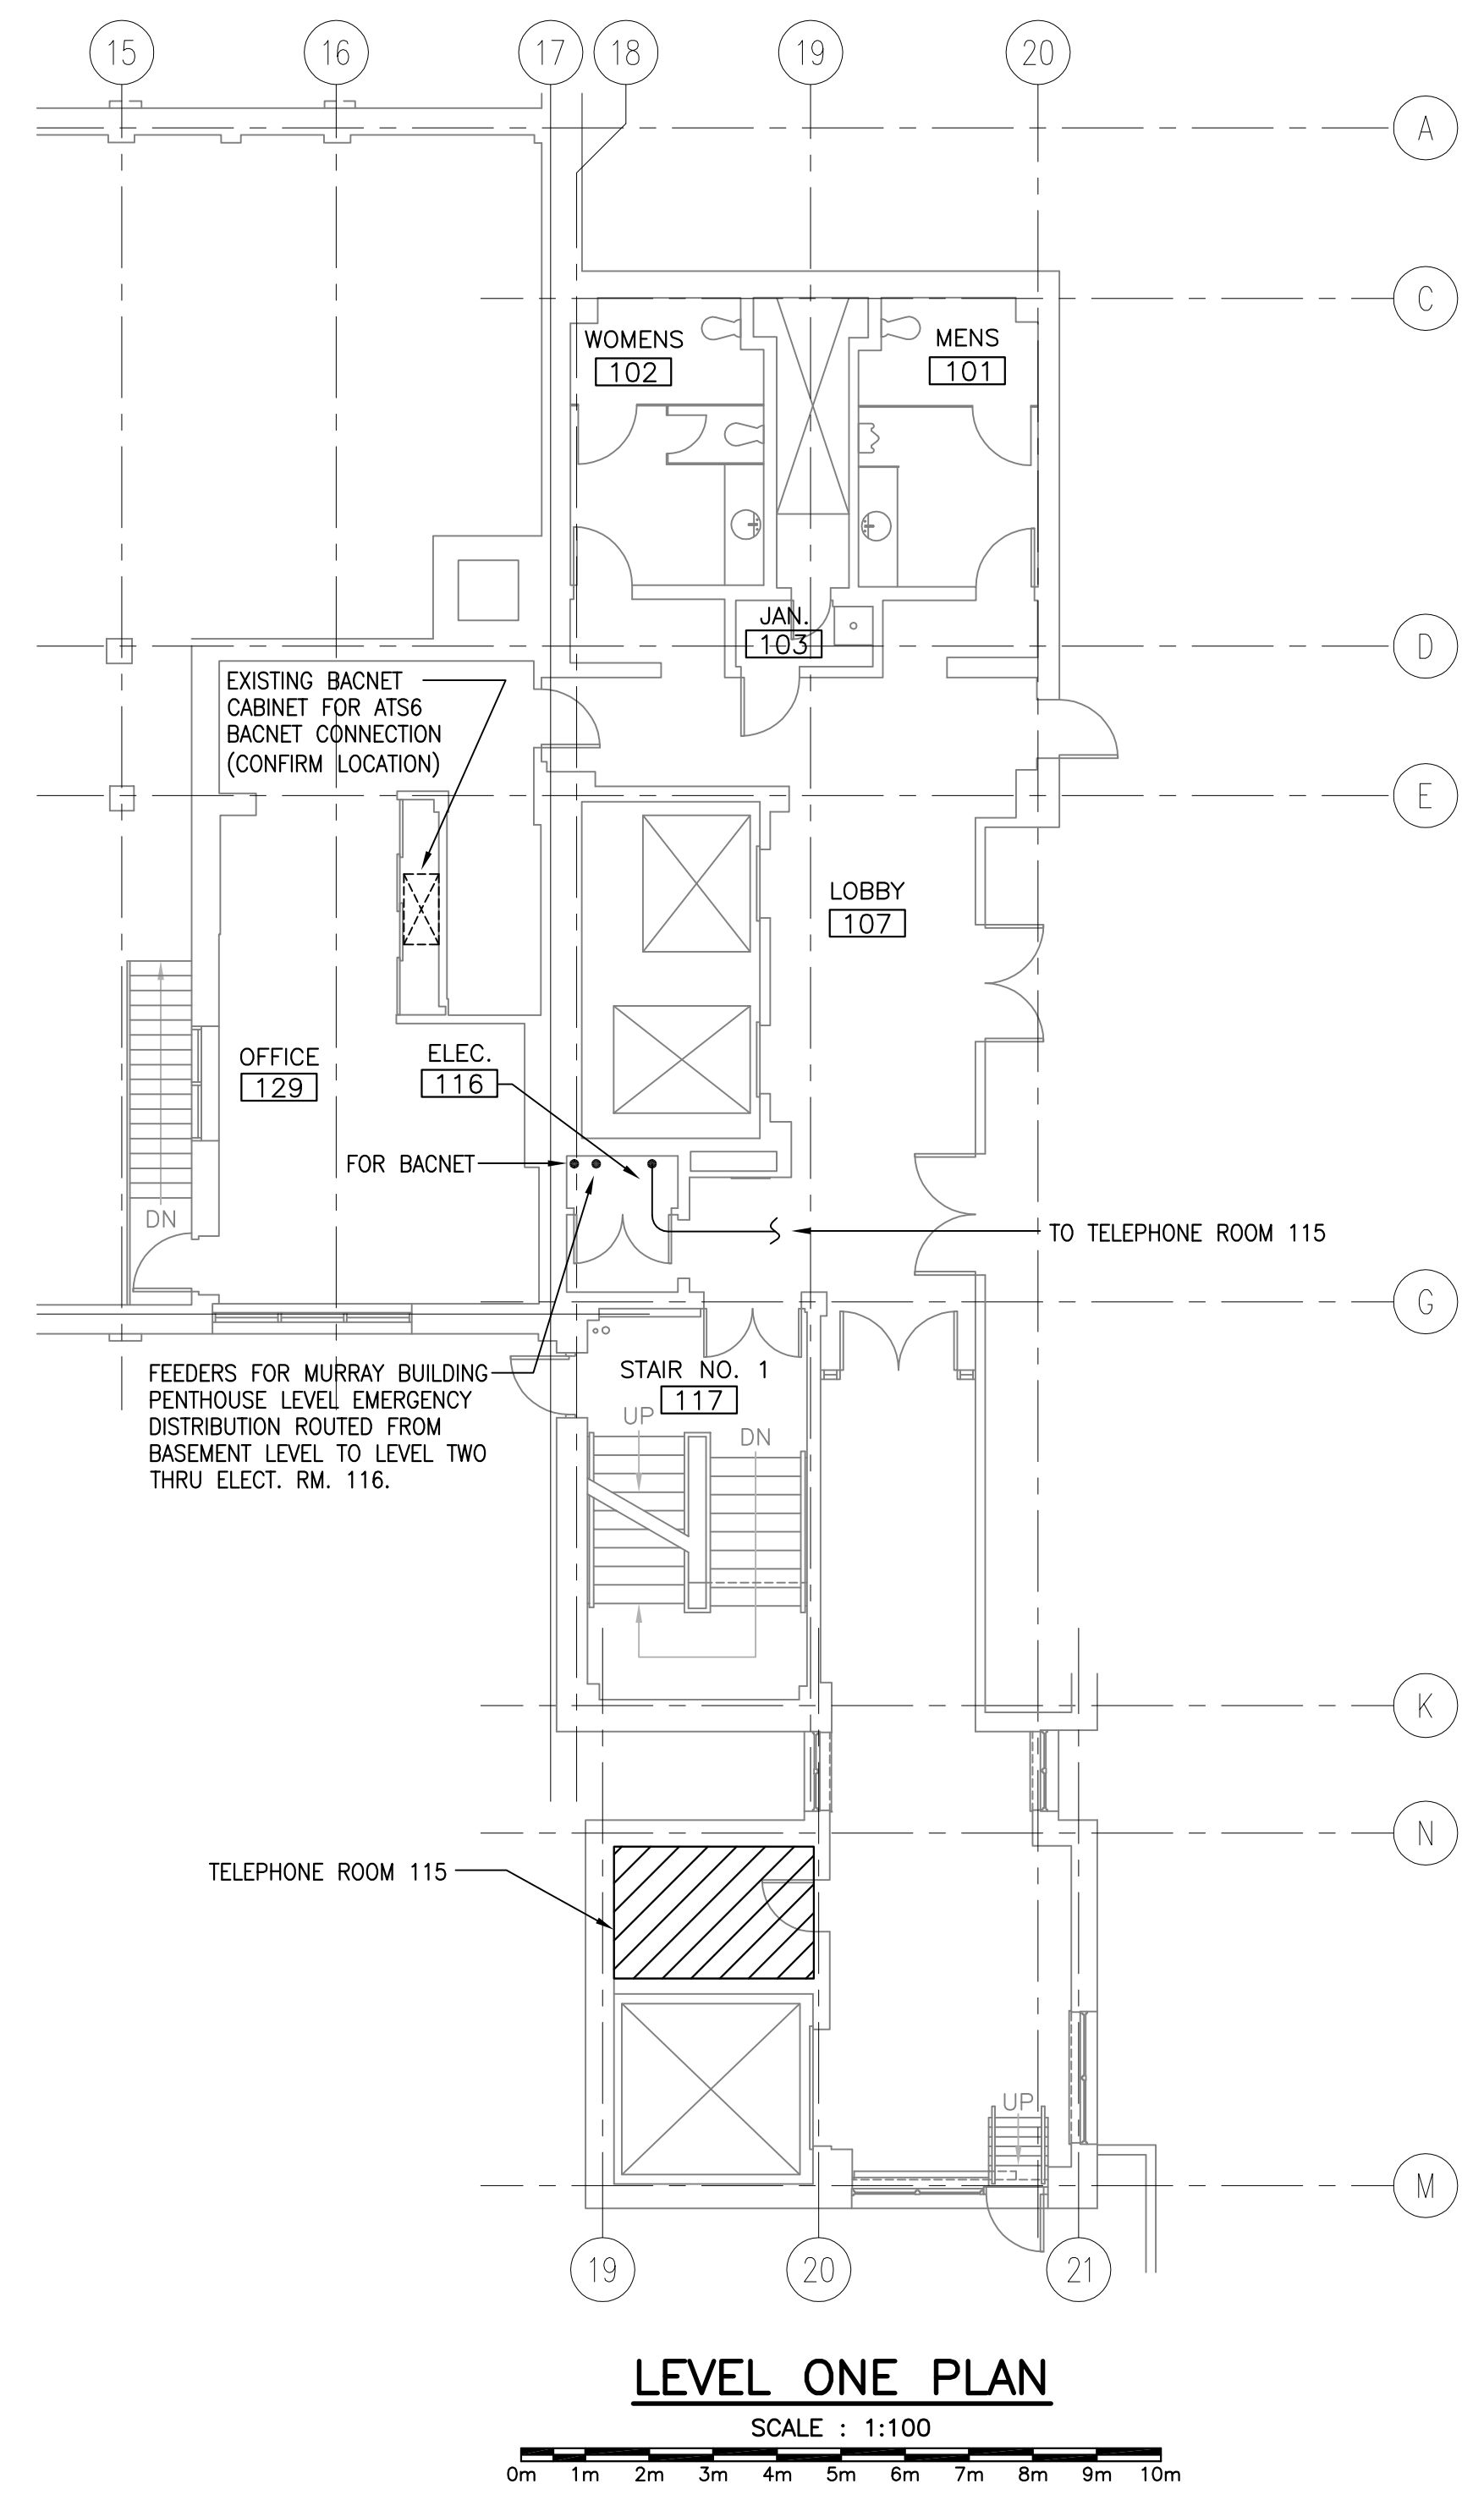 15 16 17 18 19 20
A
C
WOMENS
102
MENS
101
JAN.
103
D
EXISTING BACNET
CABINET FOR ATS6
BACNET CONNECTION
(CONFIRM LOCATION)
E
LOBBY
107
OFFICE
129
ELEC.
116
FOR BACNET
DN
TO TELEPHONE ROOM 115
G
FEEDERS FOR MURRAY BUILDING
PENTHOUSE LEVEL EMERGENCY
DISTRIBUTION ROUTED FROM
BASEMENT LEVEL TO LEVEL TWO
THRU ELECT. RM. 116.
STAIR NO. 1
117
UP
DN
K
N
TELEPHONE ROOM 115
UP
M
19 20 21
LEVEL ONE PLAN
SCALE : 1:100
0m 1m 2m 3m 4m 5m 6m 7m 8m 9m 10m